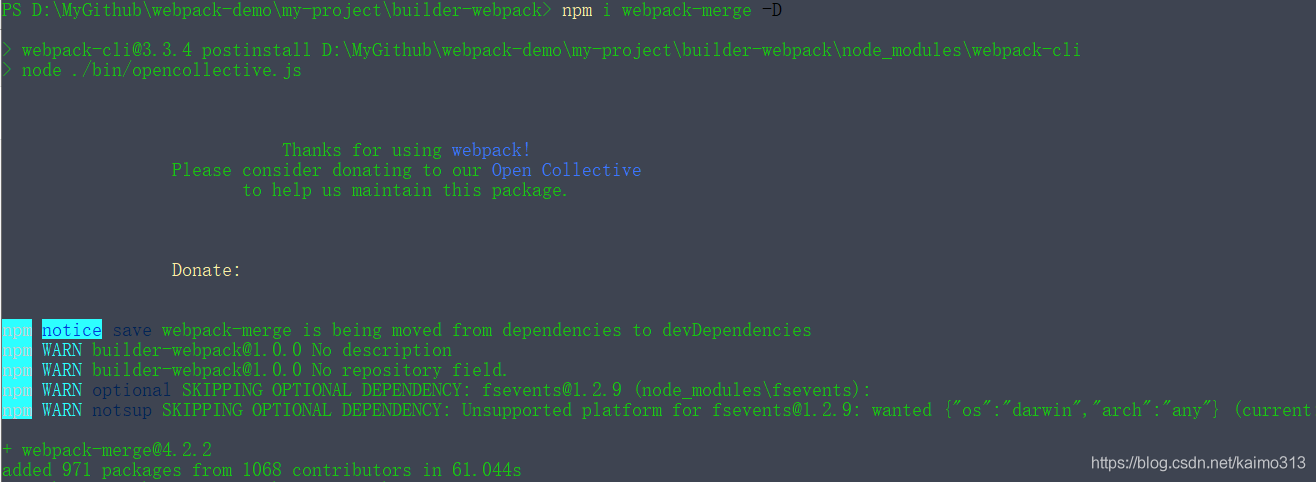 PS D:\MyGithub\webpack-demo\my-project\builder-webpack> npm i webpack-merge -D
> webpack-cli@3.3.4 postinstall D:\MyGithub\webpack-demo\my-project\builder-webpack\node_modules\webpack-cli
> node ./bin/opencollective.js
Thanks for using webpack!
Please consider donating to our Open Collective
to help us maintain this package.
Donate:
npm notice save webpack-merge is being moved from dependencies to devDependencies
npm WARN builder-webpack@1.0.0 No description
npm WARN builder-webpack@1.0.0 No repository field.
npm WARN optional SKIPPING OPTIONAL DEPENDENCY: fsevents@1.2.9 (node_modules\fsevents):
npm WARN notsup SKIPPING OPTIONAL DEPENDENCY: Unsupported platform for fsevents@1.2.9: wanted {"os":"darwin","arch":"any"} (current
+ webpack-merge@4.2.2
added 971 packages from 1068 contributors in 61.044s
https://blog.csdn.net/kaimo313